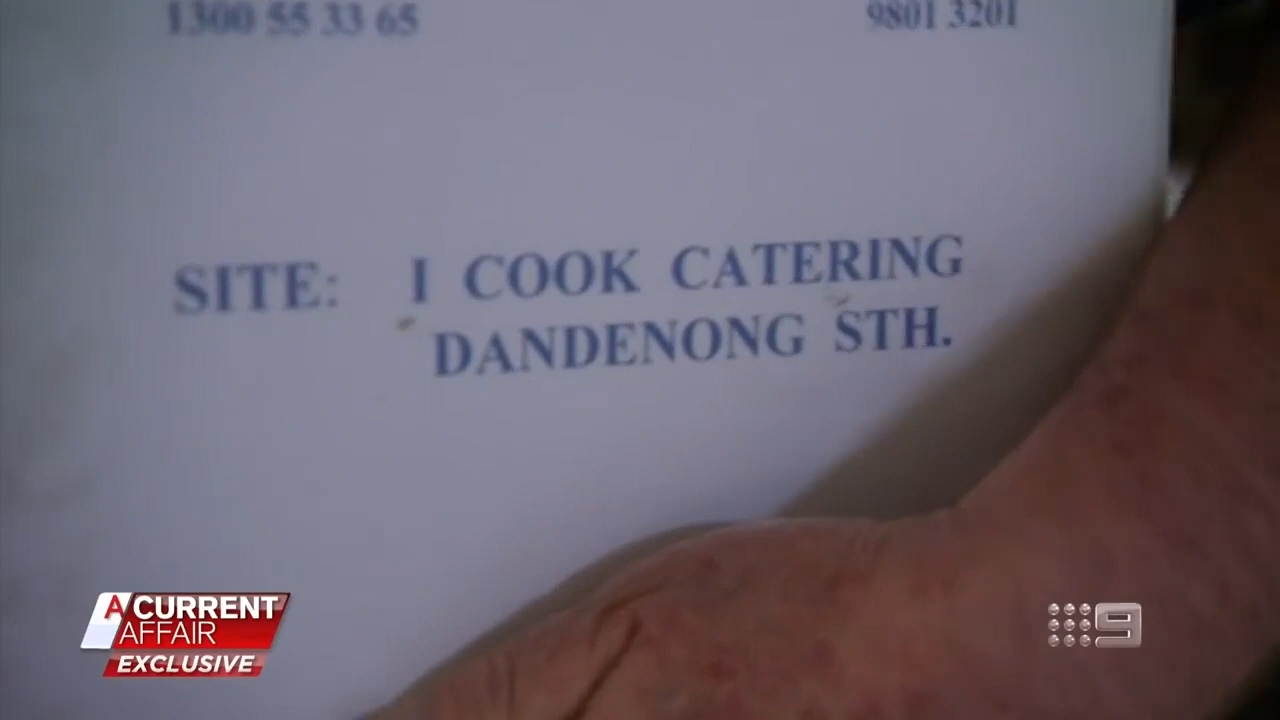 1300 55 33 65 9801 3201
SITE: I COOK CATERING
DANDENONG STH.
A CURRENT
AFFAIR
EXCLUSIVE
9